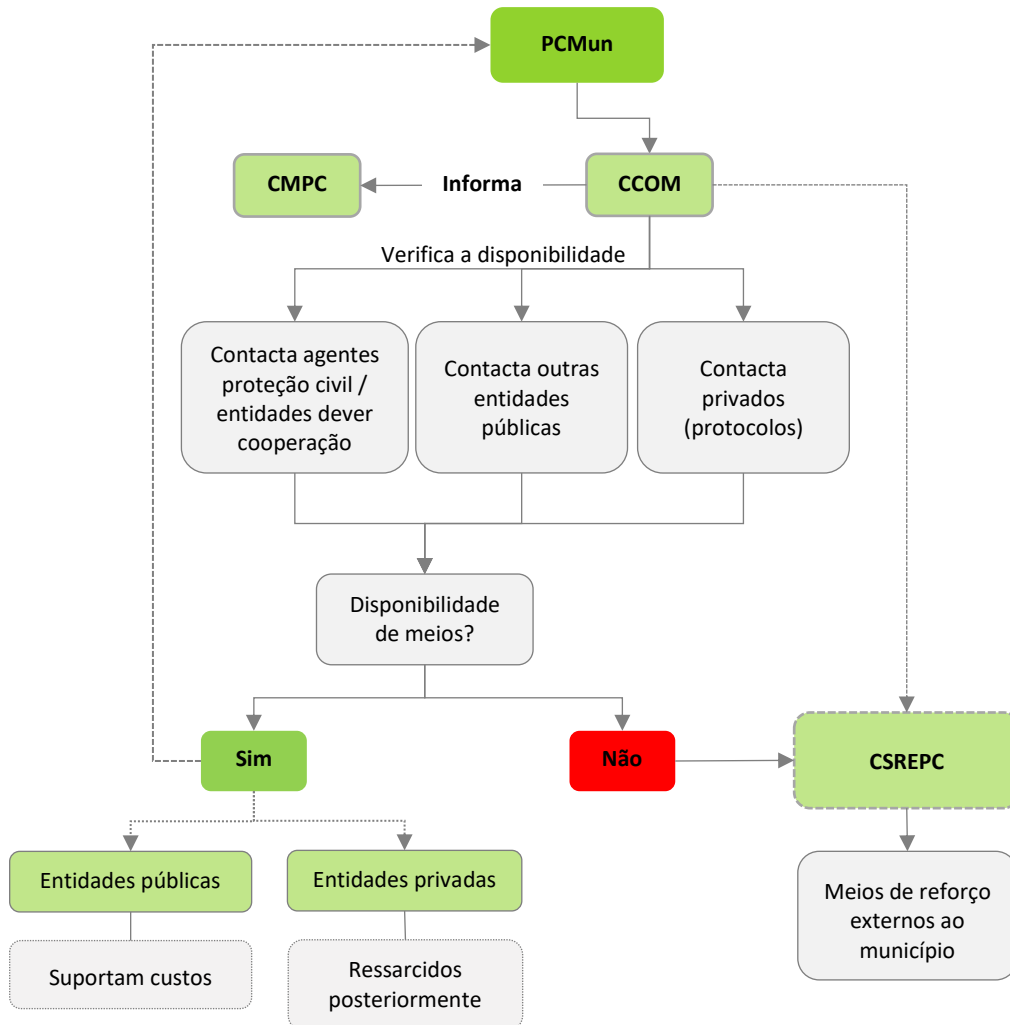 PCMun
CMPC
Informa
CCOM
Verifica a disponibilidade
Contacta agentes
proteção civil /
entidades dever
cooperação
Contacta outras
entidades
públicas
Contacta
privados
(protocolos)
Disponibilidade
de meios?
Sim
Não
CSREPC
Entidades públicas
Entidades privadas
Meios de reforço
externos ao
município
Suportam custos
Ressarcidos
posteriormente